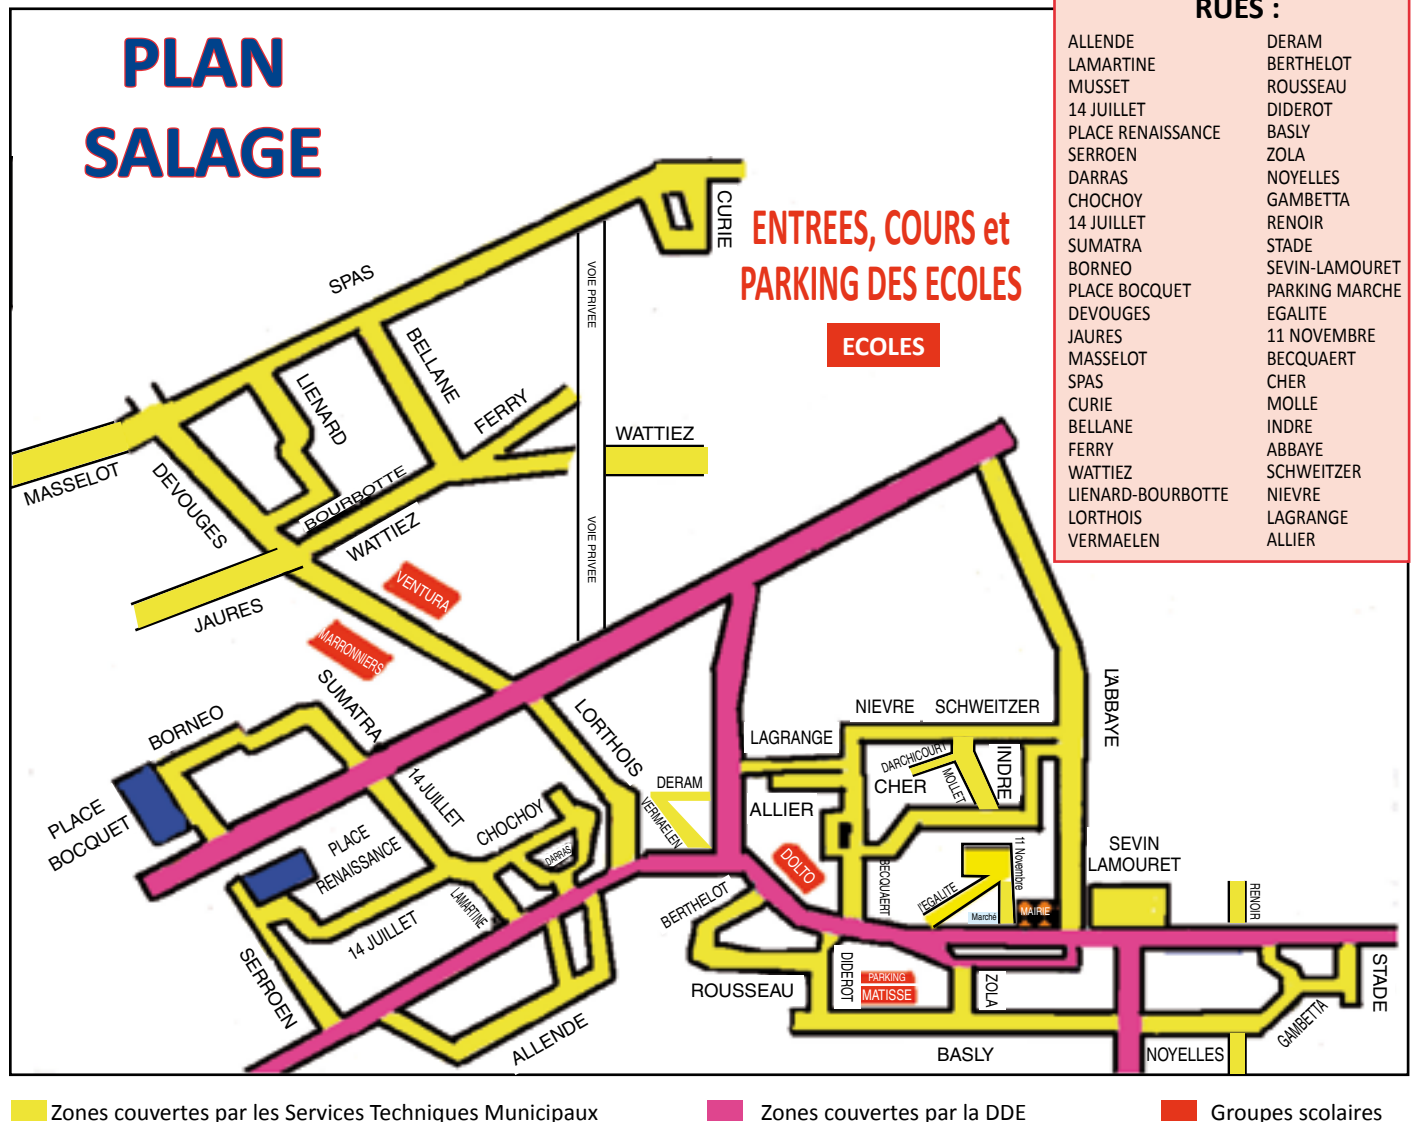 PLAN
SALAGE
RUES :
ALLENDE
LAMARTINE
MUSSET
14 JUILLET
PLACE RENAISSANCE
SERROEN
DARRAS
CHOCHOY
14 JUILLET
SUMATRA
BORNEO
PLACE BOCQUET
DEVOUGES
JAURES
MASSELOT
SPAS
CURIE
BELLANE
FERRY
WATTIEZ
LIENARD-BOURBOTTE
LORTHOIS
VERMAELEN
DERAM
BERTHELOT
ROUSSEAU
DIDEROT
BASLY
ZOLA
NOYELLES
GAMBETTA
RENOIR
STADE
SEVIN-LAMOURET
PARKING MARCHE
EGALITE
11 NOVEMBRE
BECQUAERT
CHER
MOLLE
INDRE
ABBAYE
SCHWEITZER
NIEVRE
LAGRANGE
ALLIER
ENTREES, COURS et
PARKING DES ECOLES
ECOLES
CURIE
SPAS
VOIE PRIVEE
BELLANE
LIENARD
FERRY
WATTIEZ
MASSELOT
DEVOUGES
BOURBOTTE
WATTIEZ
VOIE PRIVEE
JAURES
VENTURA
MARRONNIERS
SUMATRA
BORNEO
LORTHOIS
L'ABBAYE
NIEVRE
SCHWEITZER
LAGRANGE
DARCHICOURT
INDRE
CHER
MOLLET
DERAM
VERMAELEN
ALLIER
PLACE
BOCQUET
14 JUILLET
CHOCHOY
PLACE
RENAISSANCE
DARRAS
DOLTO
BECQUAERT
11 Novembre
SEVIN
LAMOURET
LAMARTINE
BERTHELOT
L'EGALITE
Marché
MAIRIE
RENOIR
14 JUILLET
SERROEN
ROUSSEAU
DIDEROT
PARKING
MATISSE
ZOLA
STADE
GAMBETTA
ALLENDE
BASLY
NOYELLES
Zones couvertes par les Services Techniques Municipaux
Zones couvertes par la DDE
Groupes scolaires